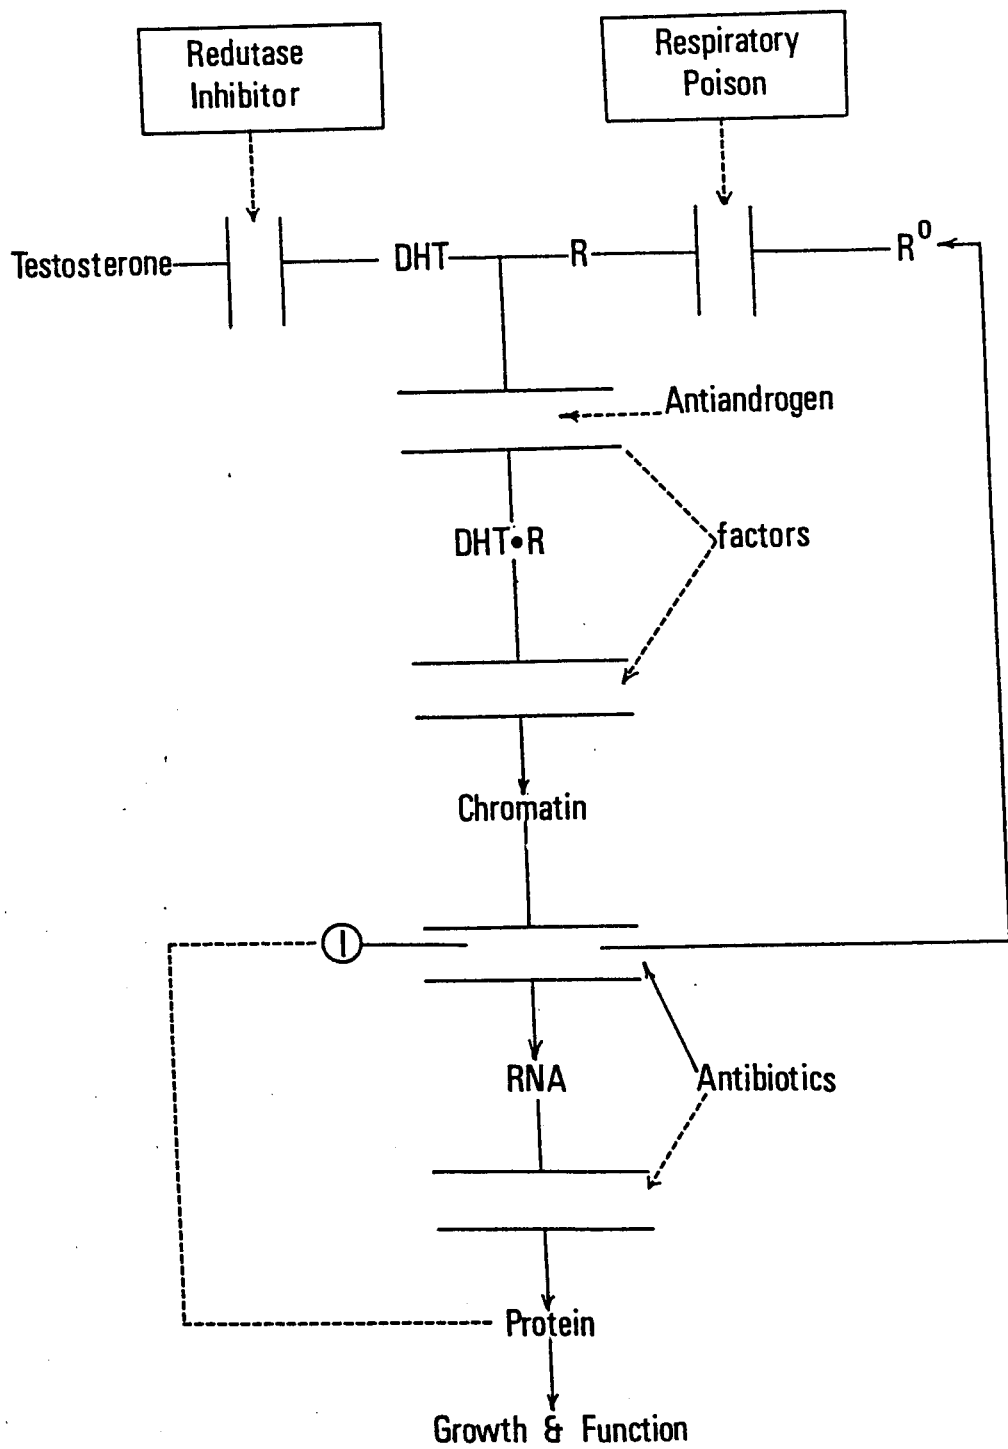 Redutase
Inhibitor
Respiratory
Poison
Testosterone
DHT
R
R⁰
Antiandrogen
factors
DHT•R
Chromatin
I
RNA
Antibiotics
Protein
Growth & Function